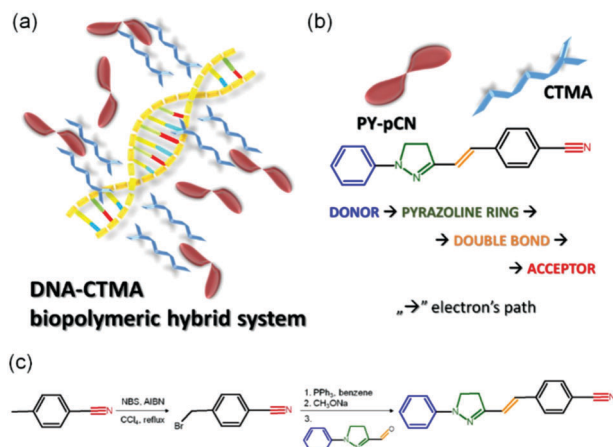 (a)
DNA-CTMA
biopolymeric hybrid system
(b)
PY-pCN
CTMA
N
N
N
DONOR → PYRAZOLINE RING →
→ DOUBLE BOND →
→ ACCEPTOR
„→” electron's path
(c)
N
NBS, AIBN
CCl₄, reflux
Br
N
1. PPh₃, benzene
2. CH₃ONa
3.
N
N
O
N
N
N